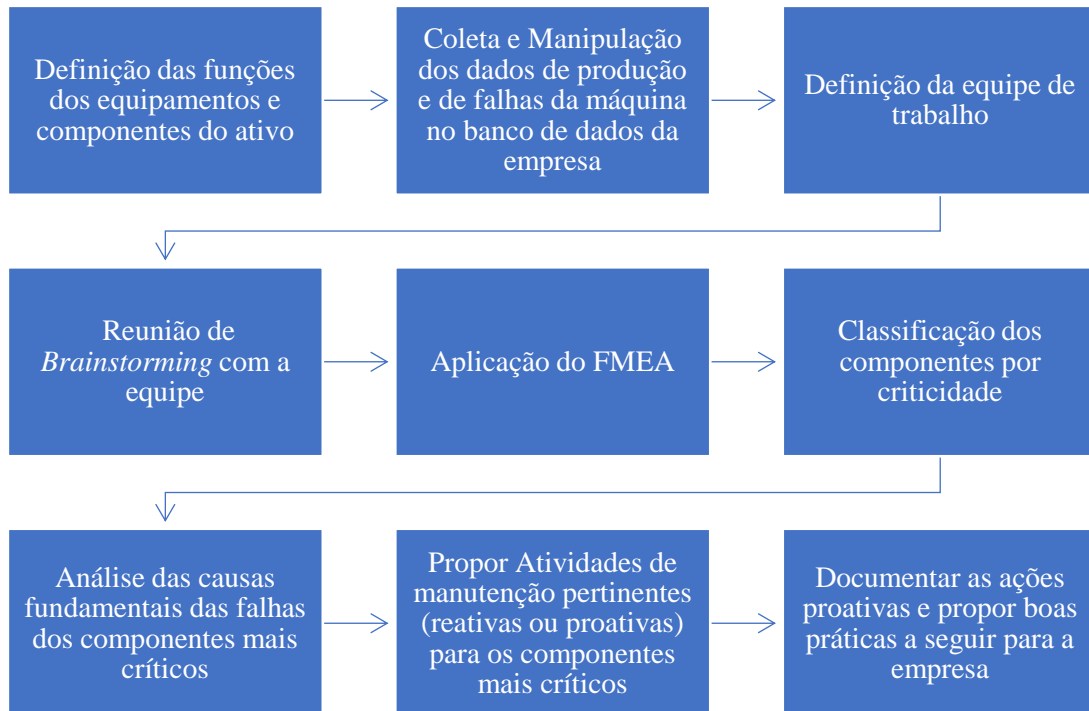 Definição das funções
dos equipamentos e
componentes do ativo
Coleta e Manipulação
dos dados de produção
e de falhas da máquina
no banco de dados da
empresa
Definição da equipe de
trabalho
Reunião de
Brainstorming com a
equipe
Aplicação do FMEA
Classificação dos
componentes por
criticidade
Análise das causas
fundamentais das falhas
dos componentes mais
críticos
Propor Atividades de
manutenção pertinentes
(reativas ou proativas)
para os componentes
mais críticos
Documentar as ações
proativas e propor boas
práticas a seguir para a
empresa